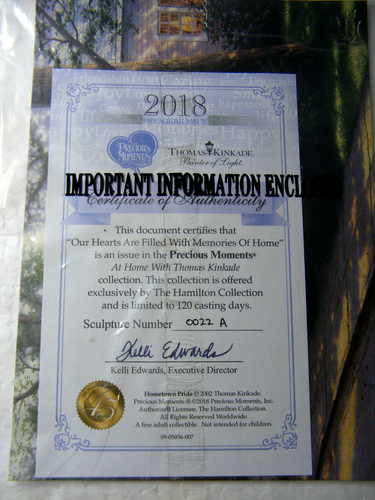 2018
PREMIERE ISSUE
PRECIOUS MOMENTS
THOMAS KINKADE
Painter of Light
IMPORTANT INFORMATION
Certificate of Authenticity
This document certifies that
"Our Hearts Are Filled With Memories Of Home"
is an issue in the Precious Moments®
At Home With Thomas Kinkade
collection. This collection is offered
exclusively by The Hamilton Collection
and is limited to 120 casting days.
Sculpture Number 0022 A
Kelli Edwards
Kelli Edwards, Executive Director
Hometown Pride © 2002 Thomas Kinkade.
Precious Moments ® ©2018 Precious Moments, Inc.
Authorized Licensee, The Hamilton Collection.
All Rights Reserved Worldwide.
A fine adult collectible. Not intended for children.
09-05036-007